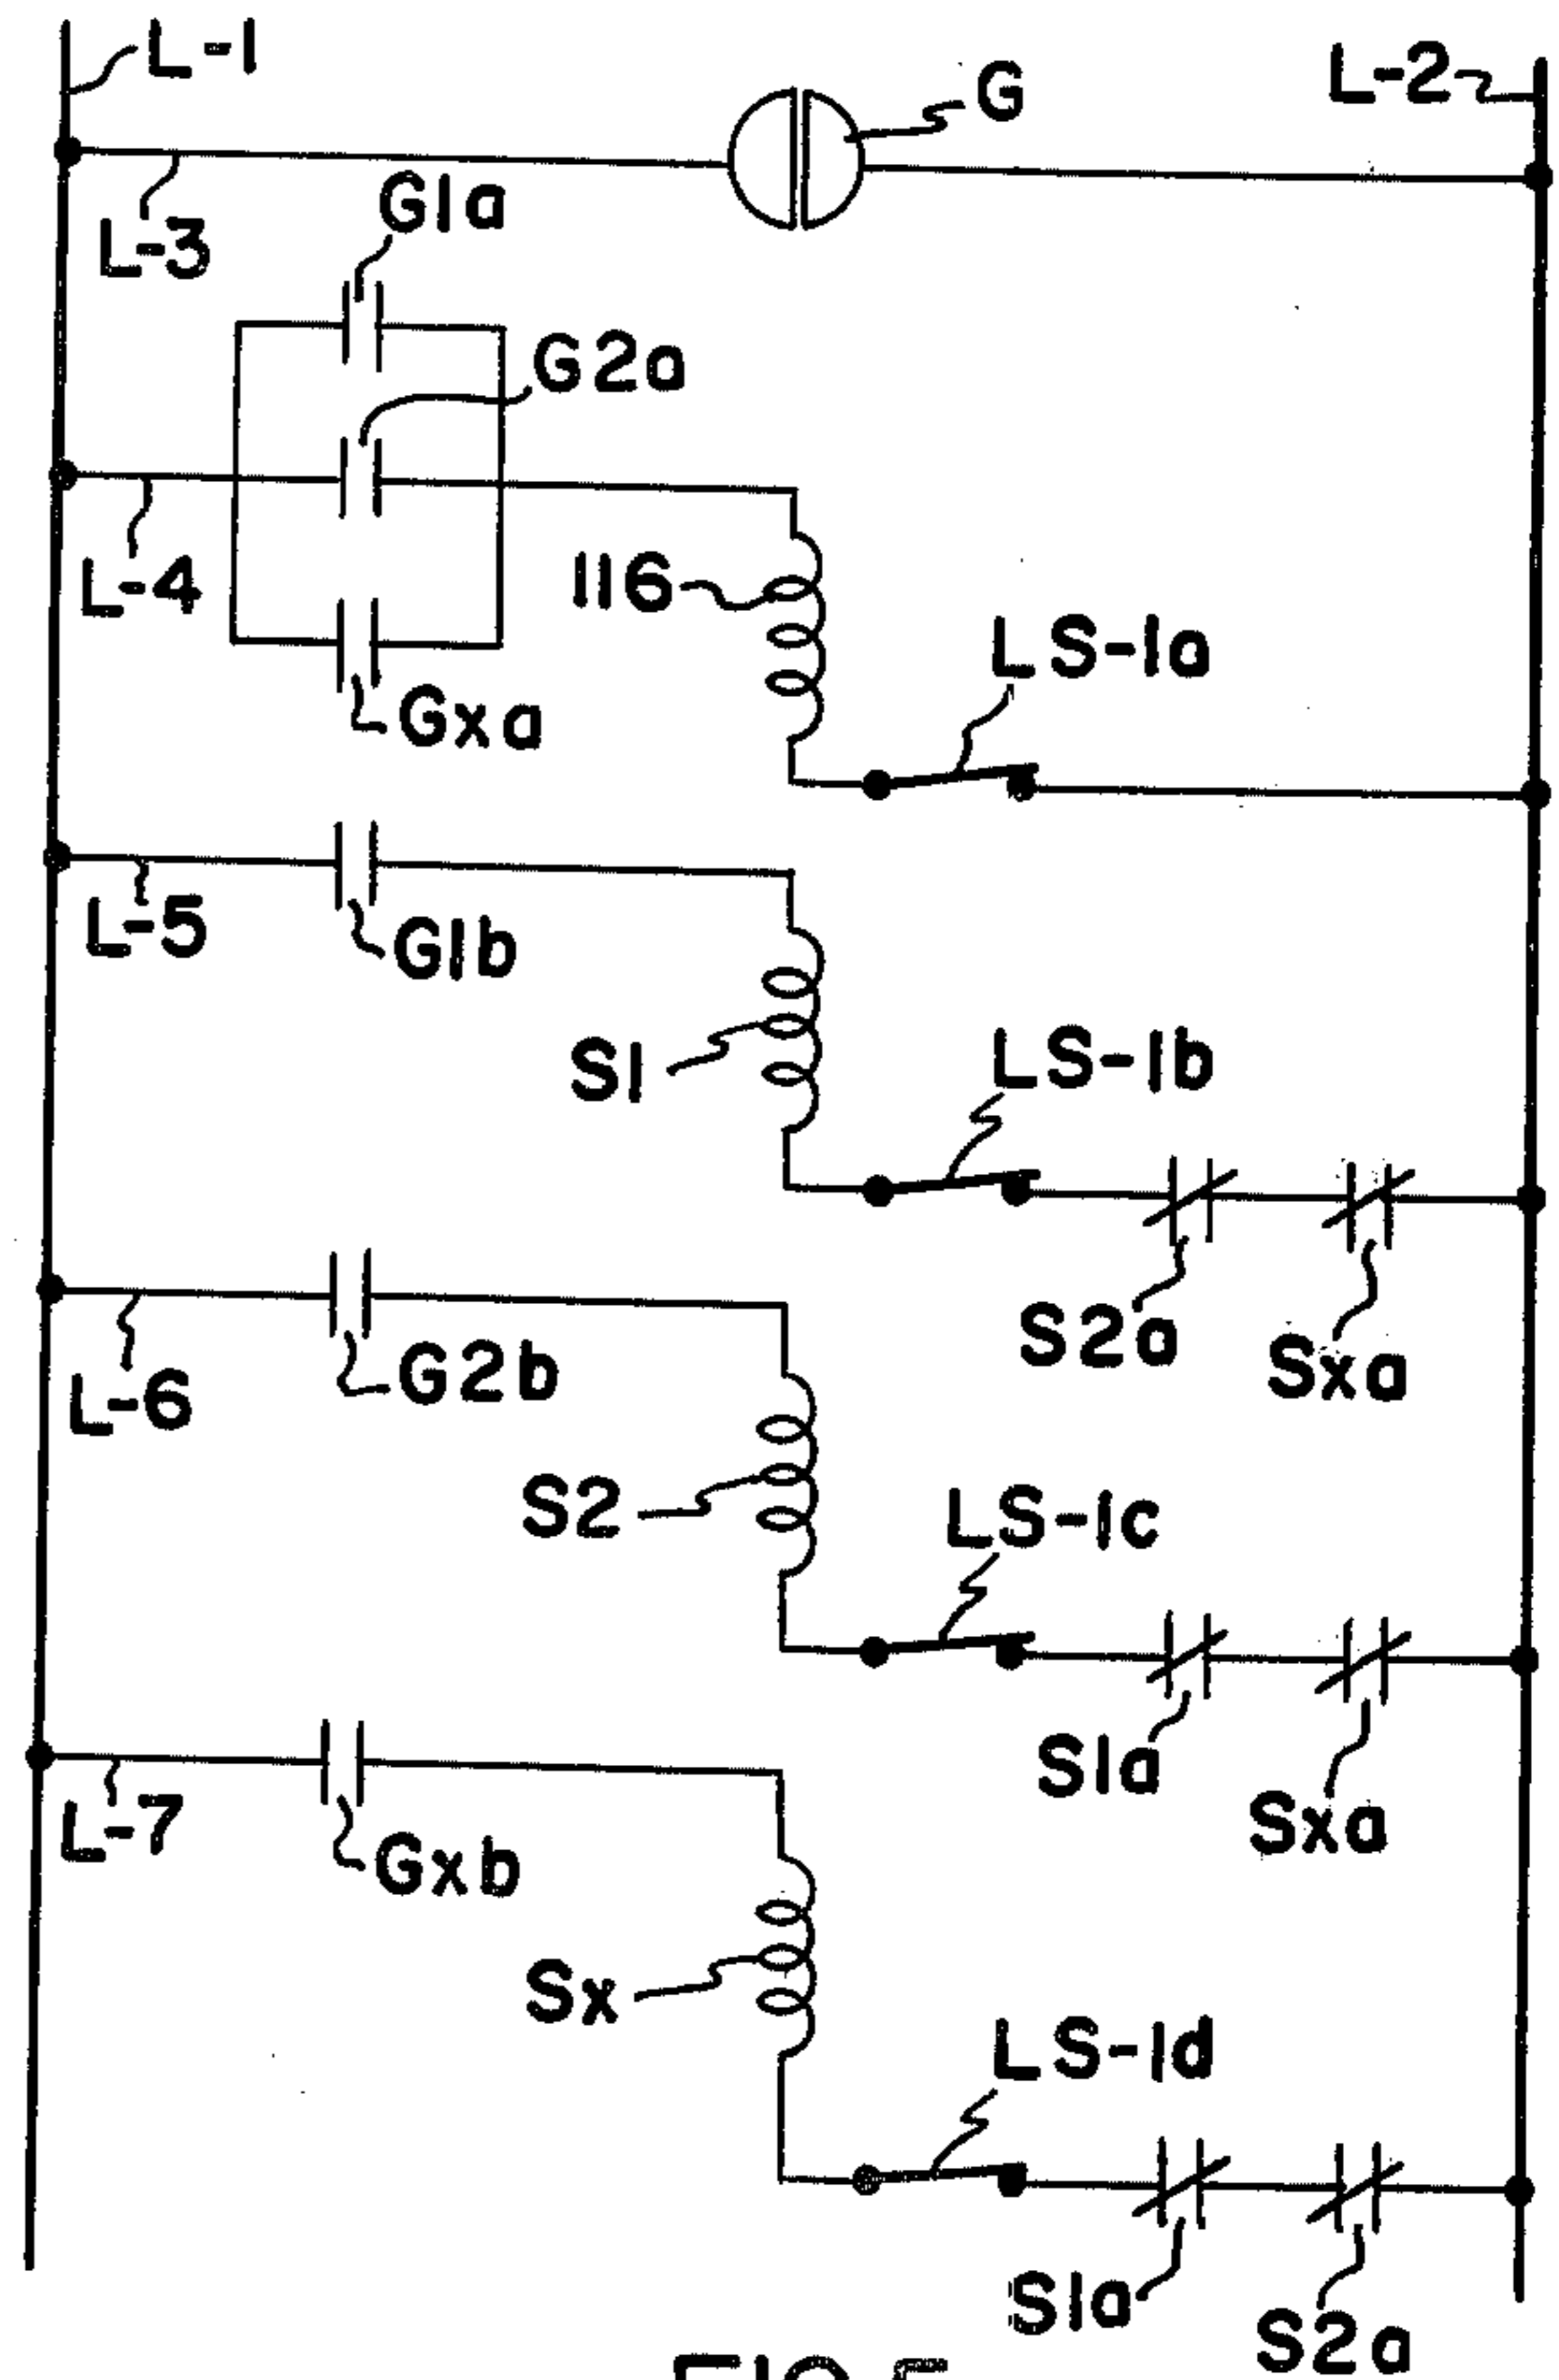 L-1
G
L-2
L-3
G1a
G2a
L-4
116
LS-1a
Gxa
L-5
G1b
S1
LS-1b
S2a
Sxa
L-6
G2b
S2
LS-1c
S1a
Sxa
L-7
Gxb
Sx
LS-1d
S1a
S2a